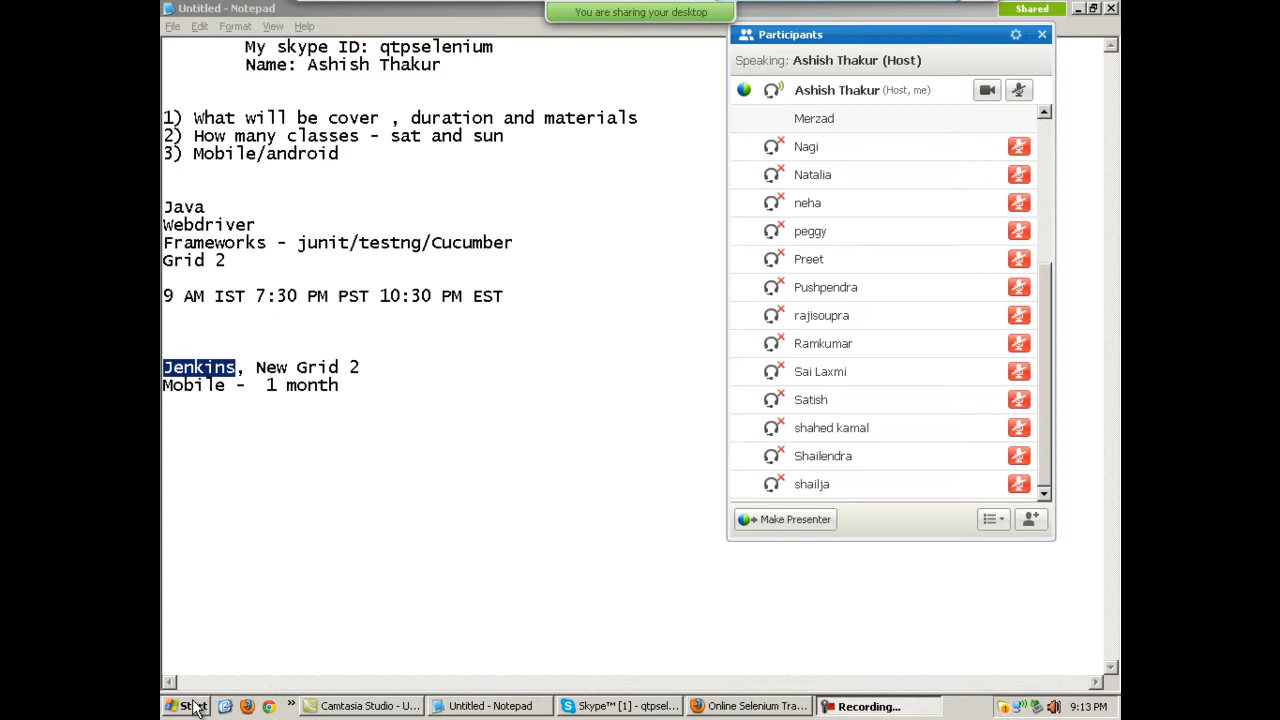 Untitled - Notepad
You are sharing your desktop
Shared
File Edit Format View Help
My skype ID: qtpselenium
Name: Ashish Thakur
1) What will be cover , duration and materials
2) How many classes - sat and sun
3) Mobile/android
Java
Webdriver
Frameworks - junit/testng/Cucumber
Grid 2
9 AM IST 7:30 PM PST 10:30 PM EST
Jenkins, New Grid 2
Mobile - 1 month
Participants
Speaking: Ashish Thakur (Host)
Ashish Thakur (Host, me)
Merzad
Nagi
Natalia
neha
peggy
Preet
Pushpendra
rajisoupra
Ramkumar
Sai Laxmi
Satish
shahed kamal
Shailendra
shailja
Make Presenter
Start
Camtasia Studio - U...
Untitled - Notepad
Skype™ [1] - qtpsel...
Online Selenium Tra...
Recording...
9:13 PM